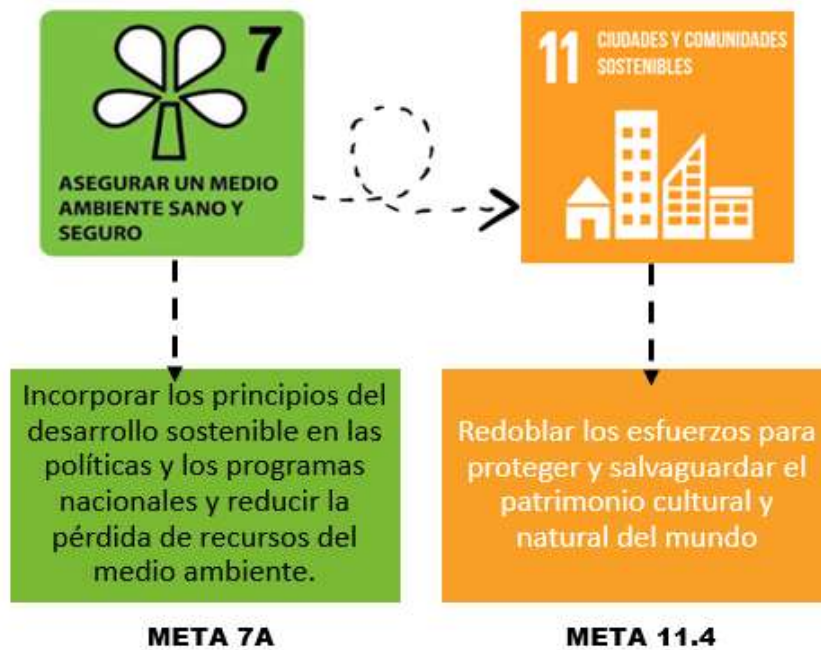 7
ASEGURAR UN MEDIO
AMBIENTE SANO Y
SEGURO
11
CIUDADES Y COMUNIDADES
SOSTENIBLES
Incorporar los principios del
desarrollo sostenible en las
políticas y los programas
nacionales y reducir la
pérdida de recursos del
medio ambiente.
META 7A
Redoblar los esfuerzos para
proteger y salvaguardar el
patrimonio cultural y
natural del mundo
META 11.4